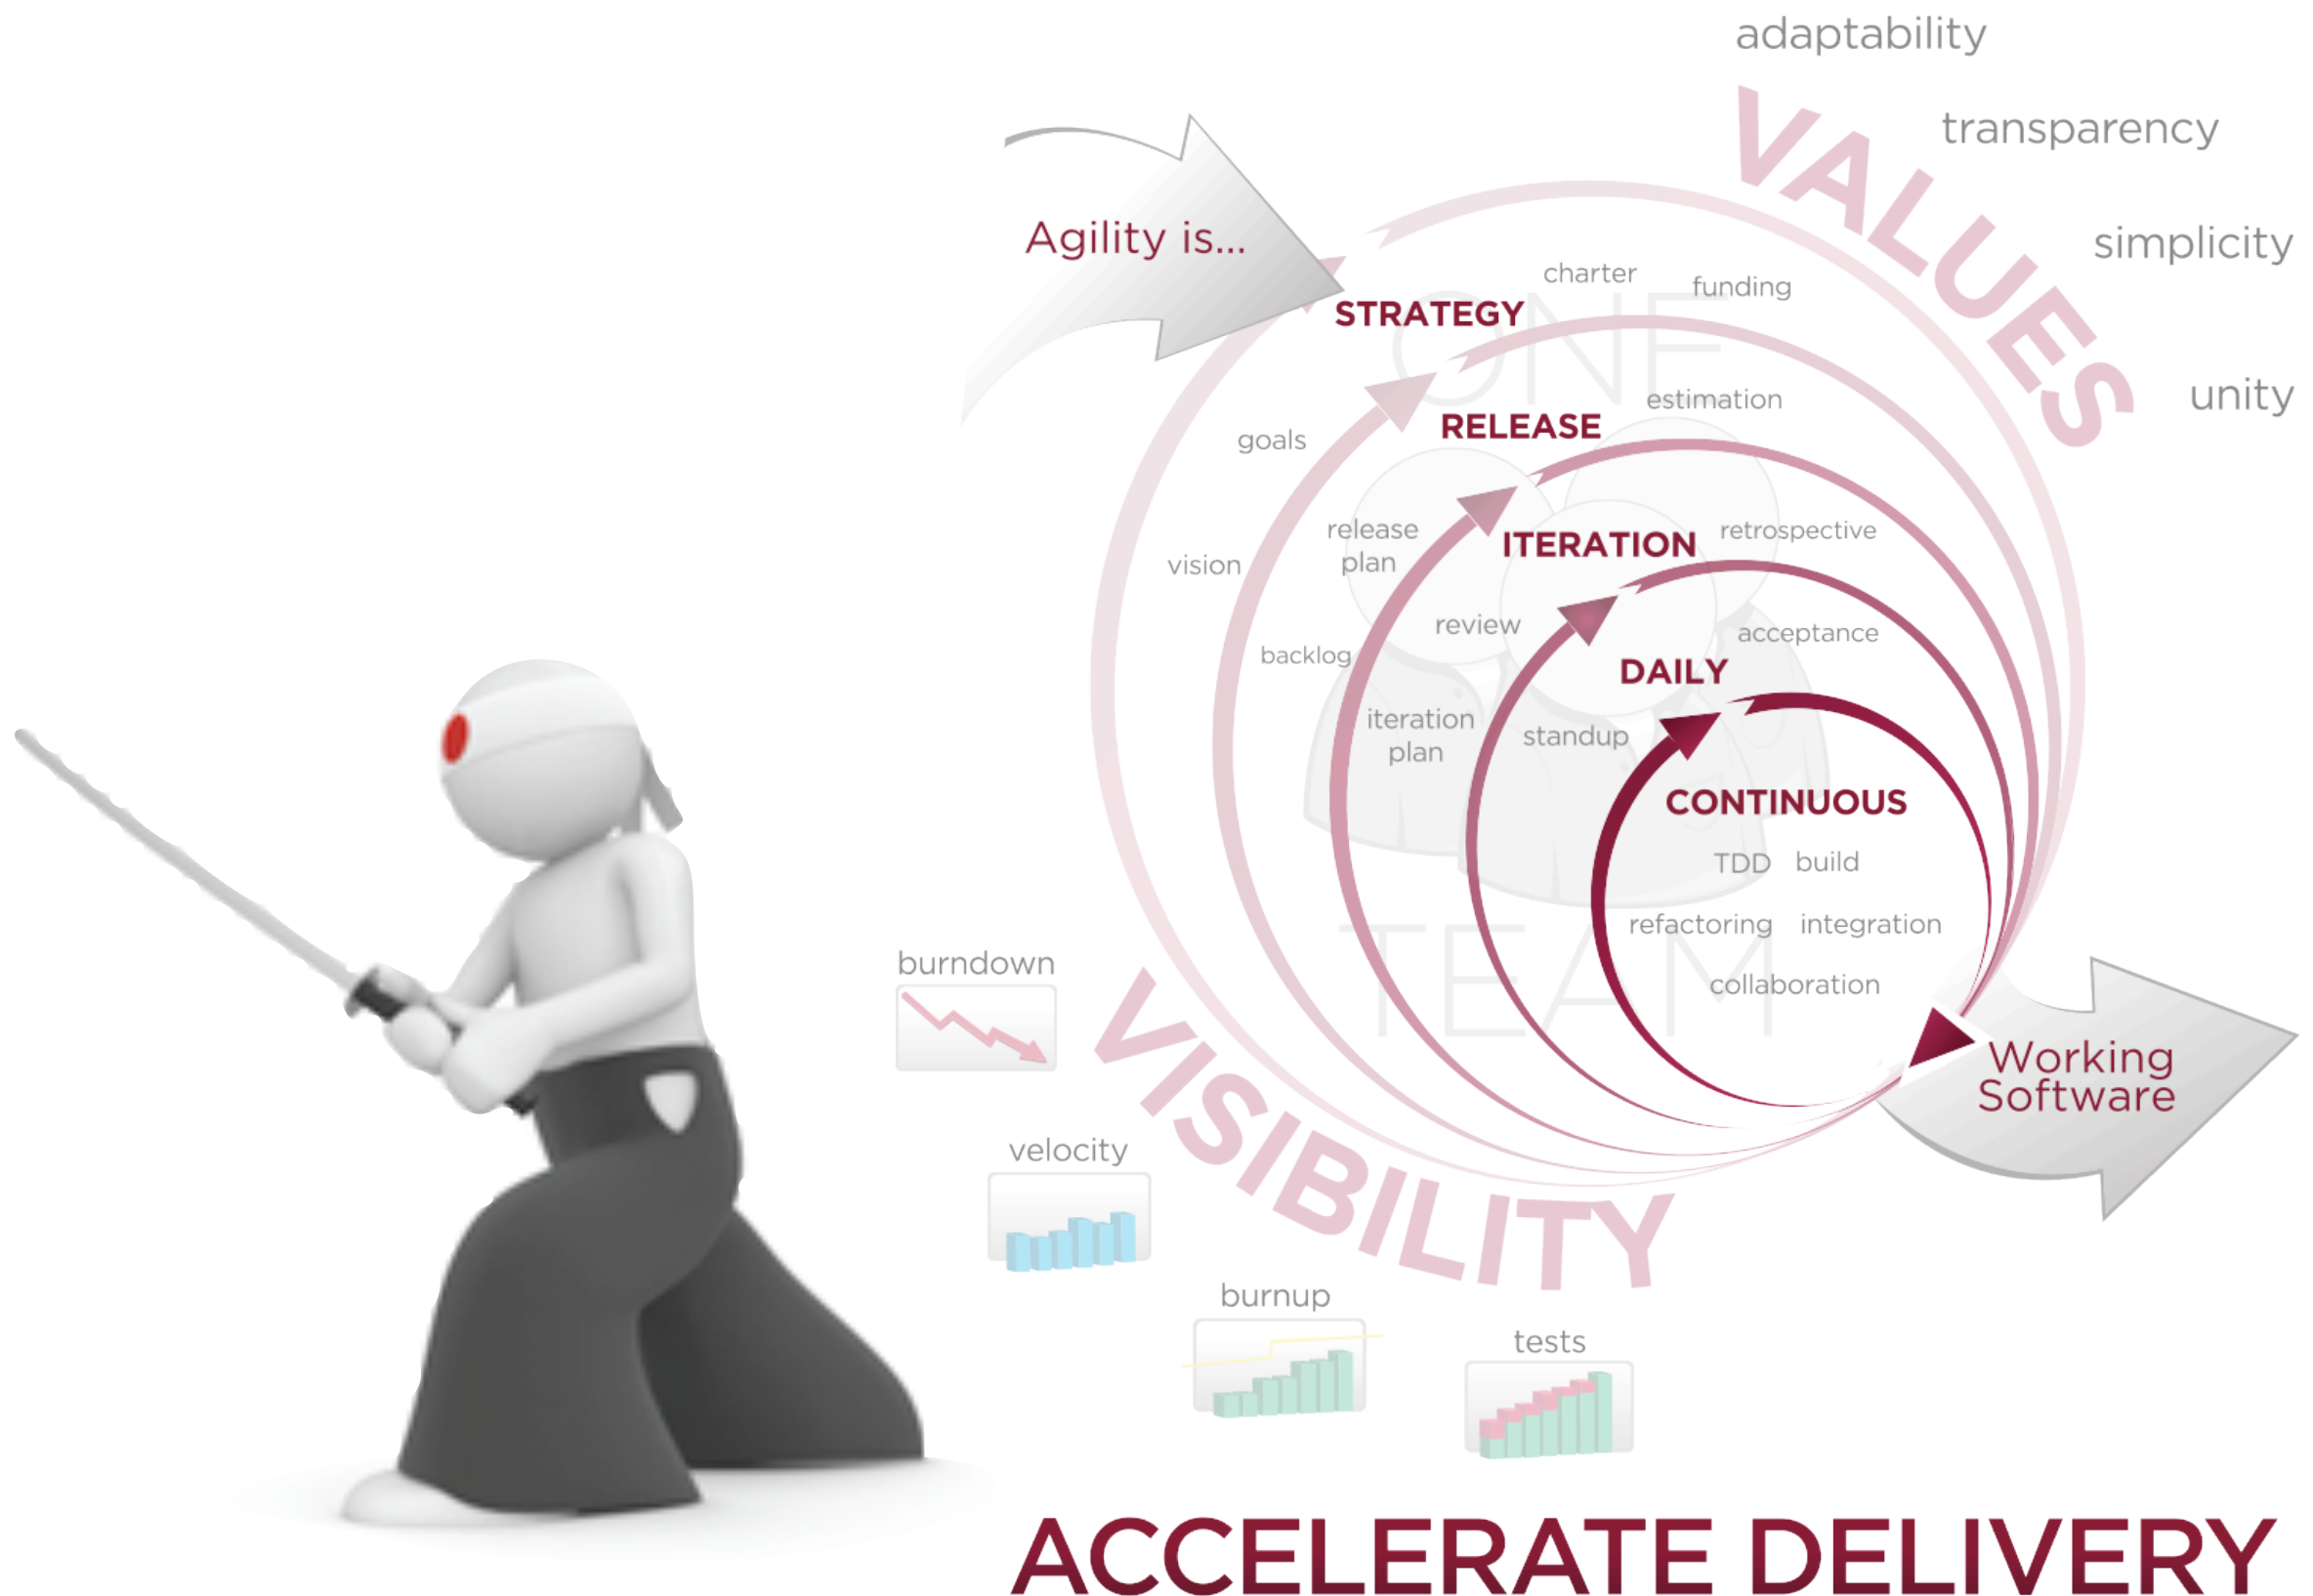 adaptability
VALUES
transparency
simplicity
unity
Agility is...
STRATEGY
charter
funding
ONE
goals
vision
RELEASE
estimation
release
plan
backlog
ITERATION
retrospective
review
iteration
plan
DAILY
acceptance
standup
CONTINUOUS
TDD build
refactoring integration
collaboration
TEAM
Working
Software
VISIBILITY
burndown
velocity
burnup
tests
ACCELERATE DELIVERY